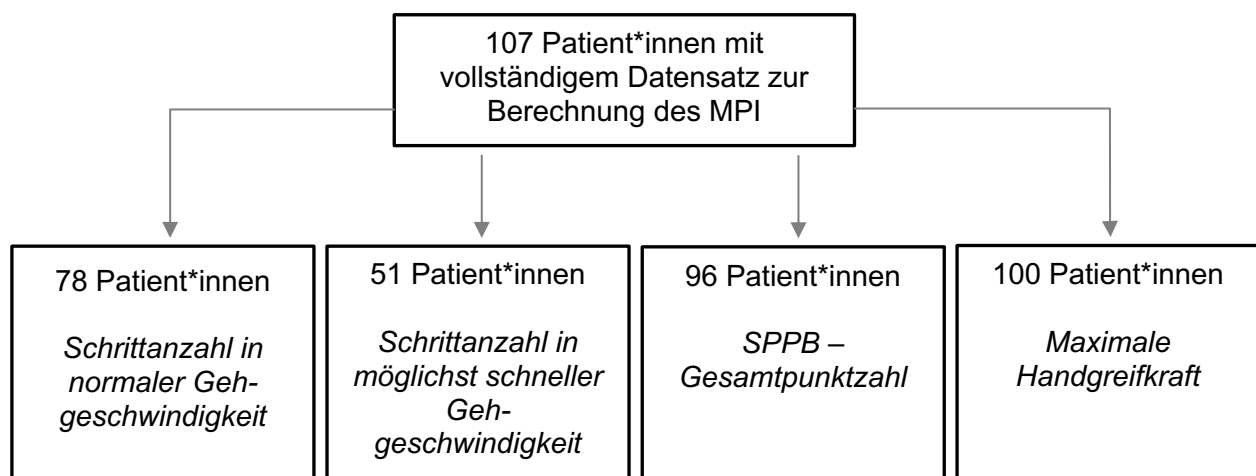 107 Patient*innen mit
vollständigem Datensatz zur
Berechnung des MPI
78 Patient*innen
Schrittanzahl in
normaler Geh-
geschwindigkeit
51 Patient*innen
Schrittanzahl in
möglichst schneller
Geh-
geschwindigkeit
96 Patient*innen
SPPB –
Gesamtpunktzahl
100 Patient*innen
Maximale
Handgreifkraft